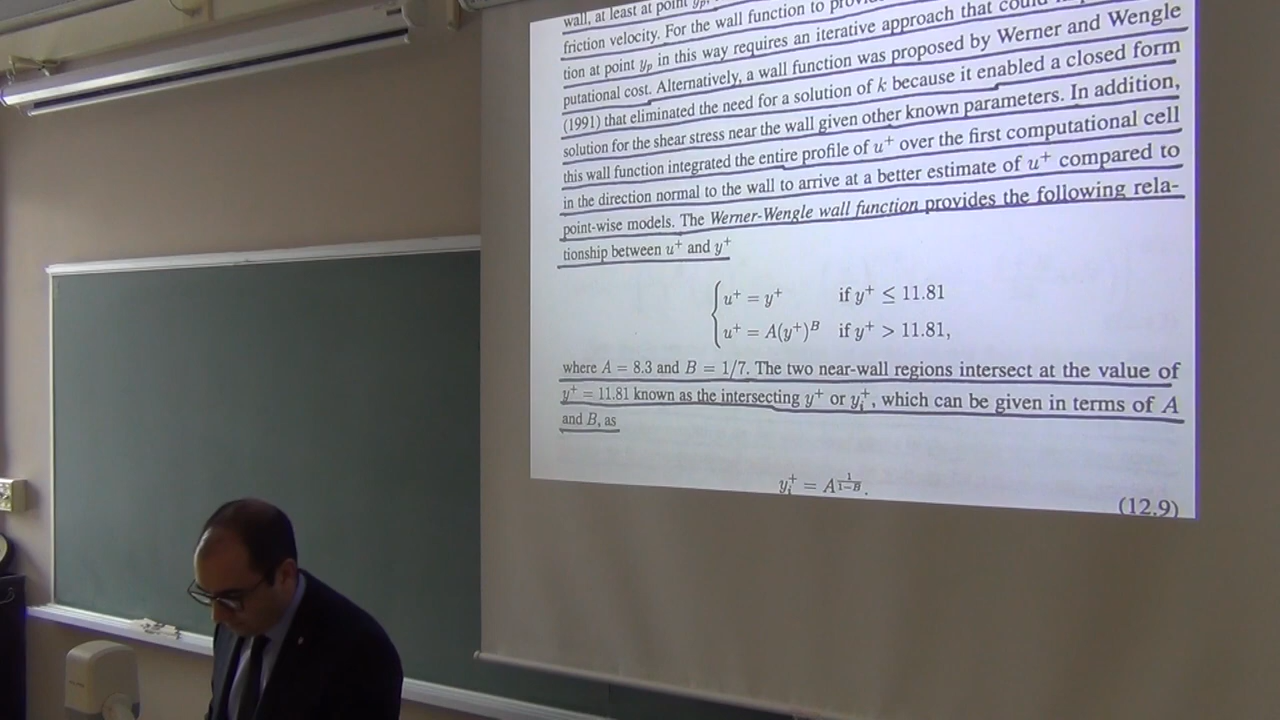 wall, at least at point yₚ,
friction velocity. For the wall function to
tion at point yₚ in this way requires an iterative approach that could
putational cost. Alternatively, a wall function was proposed by Werner and Wengle
(1991) that eliminated the need for a solution of k because it enabled a closed form
solution for the shear stress near the wall given other known parameters. In addition,
this wall function integrated the entire profile of u⁺ over the first computational cell
in the direction normal to the wall to arrive at a better estimate of u⁺ compared to
point-wise models. The Werner-Wengle wall function provides the following rela-
tionship between u⁺ and y⁺
u⁺ = y⁺ if y⁺ ≤ 11.81
u⁺ = A(y⁺)ᴮ if y⁺ > 11.81,
where A = 8.3 and B = 1/7. The two near-wall regions intersect at the value of
y⁺ = 11.81 known as the intersecting y⁺ or yᵢ⁺, which can be given in terms of A
and B, as
yᵢ⁺ = A^(1/(1−B)).
(12.9)